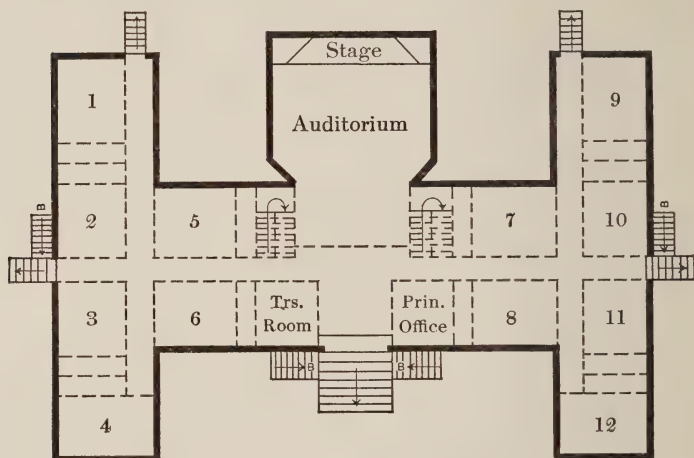 Stage
Auditorium
1
9
B
2
5
7
10
B
3
6
Trs.
Room
Prin.
Office
8
11
B
B
4
12